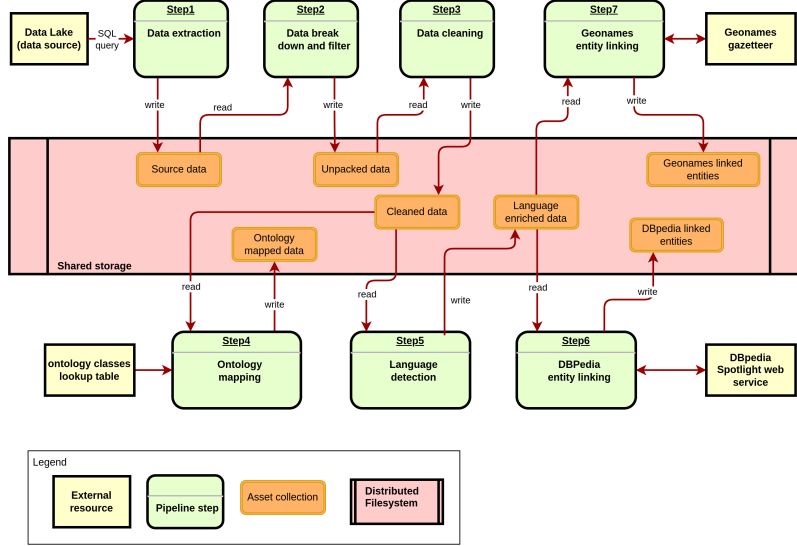 Data Lake
(data source)
SQL
query
Step1
Data extraction
Step2
Data break
down and filter
Step3
Data cleaning
Step7
Geonames
entity linking
Geonames
gazetteer
write
read
write
read
write
read
write
Source data
Unpacked data
Geonames linked
entities
Cleaned data
Language
enriched data
Ontology
mapped data
DBpedia linked
entities
Shared storage
read
write
read
write
read
write
ontology classes
lookup table
Step4
Ontology
mapping
Step5
Language
detection
Step6
DBPedia
entity linking
DBpedia
Spotlight web
service
Legend
External
resource
Pipeline step
Asset collection
Distributed
Filesystem